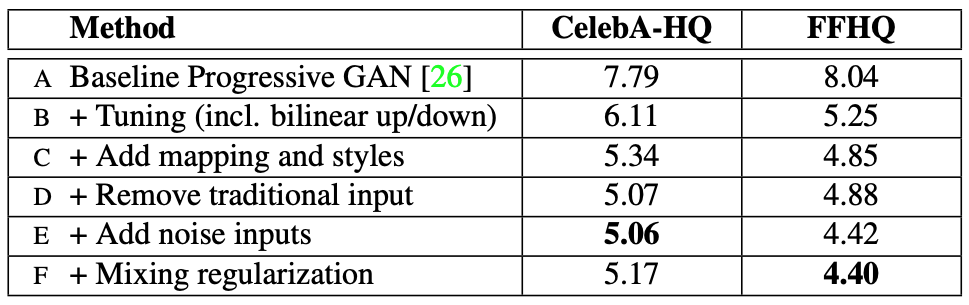 Method CelebA-HQ FFHQ
A Baseline Progressive GAN [26] 7.79 8.04
B + Tuning (incl. bilinear up/down) 6.11 5.25
C + Add mapping and styles 5.34 4.85
D + Remove traditional input 5.07 4.88
E + Add noise inputs 5.06 4.42
F + Mixing regularization 5.17 4.40